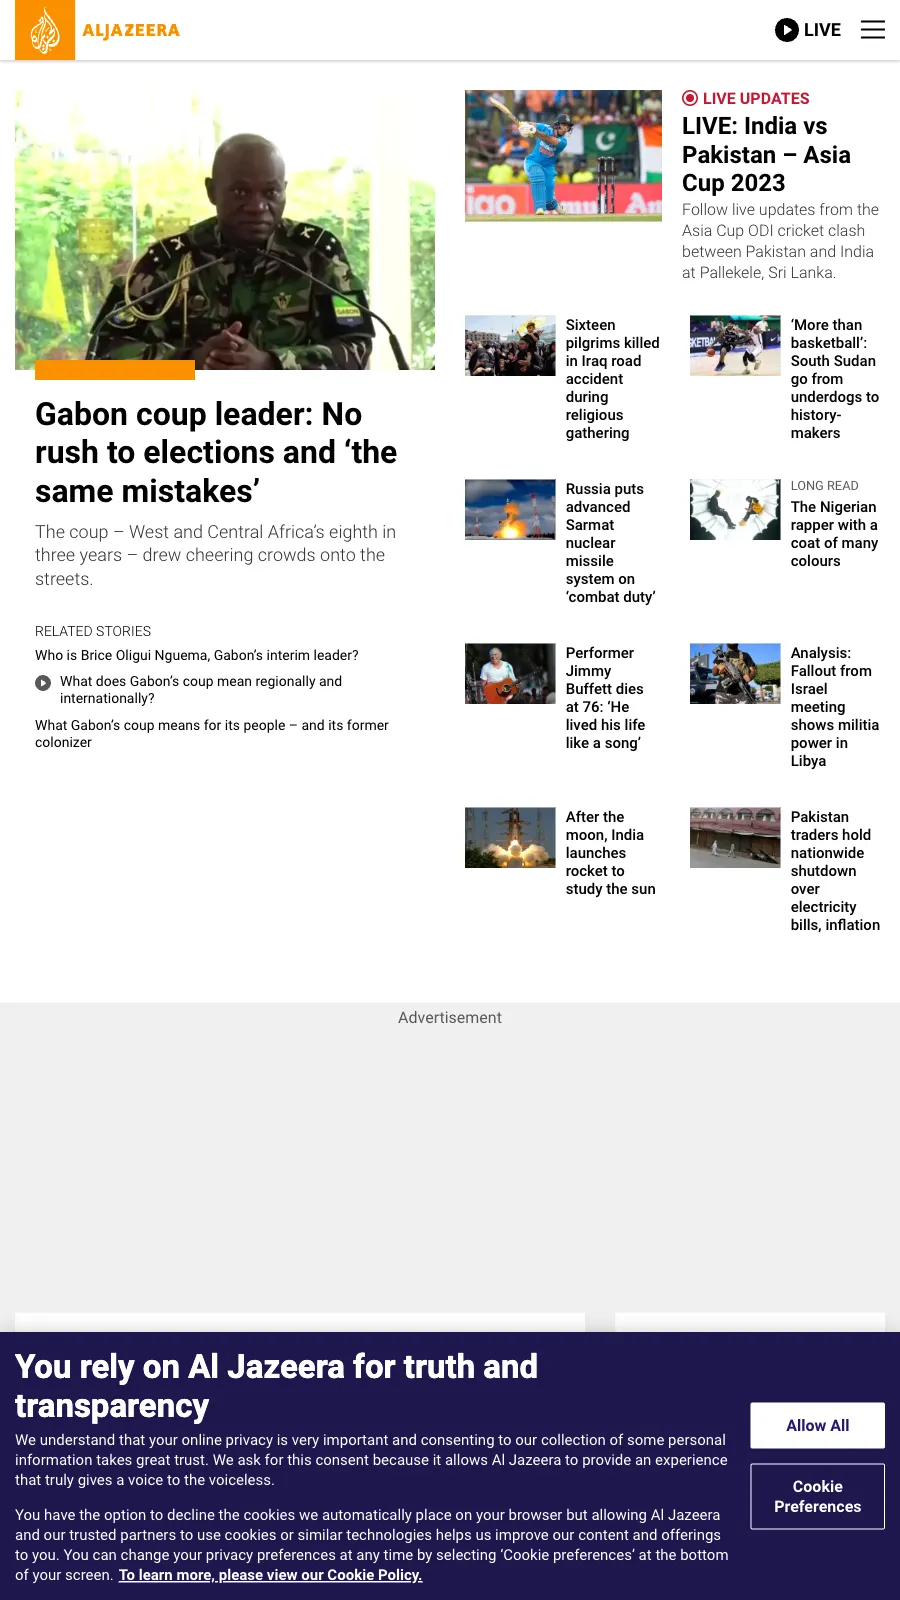 ALJAZEERA
LIVE
GABON
Gabon coup leader: No
rush to elections and ‘the
same mistakes’
The coup – West and Central Africa’s eighth in
three years – drew cheering crowds onto the
streets.
RELATED STORIES
Who is Brice Oligui Nguema, Gabon’s interim leader?
What does Gabon’s coup mean regionally and
internationally?
What Gabon’s coup means for its people – and its former
colonizer
LIVE UPDATES
LIVE: India vs
Pakistan – Asia
Cup 2023
Follow live updates from the
Asia Cup ODI cricket clash
between Pakistan and India
at Pallekele, Sri Lanka.
Sixteen
pilgrims killed
in Iraq road
accident
during
religious
gathering
‘More than
basketball’:
South Sudan
go from
underdogs to
history-
makers
Russia puts
advanced
Sarmat
nuclear
missile
system on
‘combat duty’
LONG READ
The Nigerian
rapper with a
coat of many
colours
Performer
Jimmy
Buffett dies
at 76: ‘He
lived his life
like a song’
Analysis:
Fallout from
Israel
meeting
shows militia
power in
Libya
After the
moon, India
launches
rocket to
study the sun
Pakistan
traders hold
nationwide
shutdown
over
electricity
bills, inflation
Advertisement
You rely on Al Jazeera for truth and
transparency
We understand that your online privacy is very important and consenting to our collection of some personal
information takes great trust. We ask for this consent because it allows Al Jazeera to provide an experience
that truly gives a voice to the voiceless.
You have the option to decline the cookies we automatically place on your browser but allowing Al Jazeera
and our trusted partners to use cookies or similar technologies helps us improve our content and offerings
to you. You can change your privacy preferences at any time by selecting ‘Cookie preferences’ at the bottom
of your screen. To learn more, please view our Cookie Policy.
Allow All
Cookie
Preferences